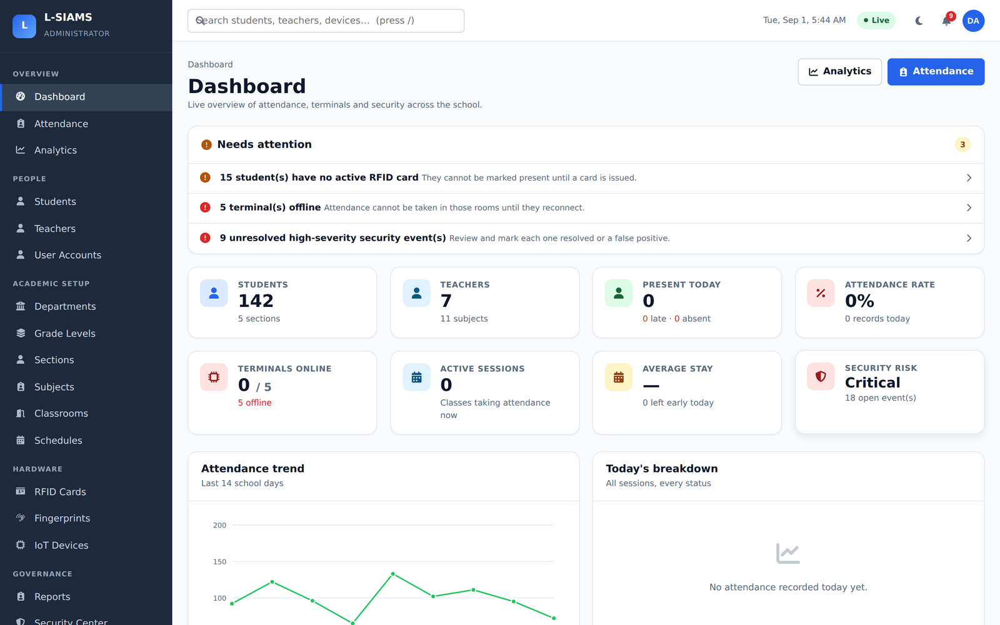 L
L-SIAMS
ADMINISTRATOR
OVERVIEW
Dashboard
Attendance
Analytics
PEOPLE
Students
Teachers
User Accounts
ACADEMIC SETUP
Departments
Grade Levels
Sections
Subjects
Classrooms
Schedules
HARDWARE
RFID Cards
Fingerprints
IoT Devices
GOVERNANCE
Reports
Security Center
Search students, teachers, devices... (press /)
Tue, Sep 1, 5:44 AM
Live
9
DA
Dashboard
Dashboard
Live overview of attendance, terminals and security across the school.
Analytics
Attendance
Needs attention
3
15 student(s) have no active RFID card They cannot be marked present until a card is issued.
5 terminal(s) offline Attendance cannot be taken in those rooms until they reconnect.
9 unresolved high-severity security event(s) Review and mark each one resolved or a false positive.
STUDENTS
142
5 sections
TEACHERS
7
11 subjects
PRESENT TODAY
0
0 late · 0 absent
ATTENDANCE RATE
0%
0 records today
TERMINALS ONLINE
0 / 5
5 offline
ACTIVE SESSIONS
0
Classes taking attendance
now
AVERAGE STAY
—
0 left early today
SECURITY RISK
Critical
18 open event(s)
Attendance trend
Last 14 school days
200
150
100
Today's breakdown
All sessions, every status
No attendance recorded today yet.